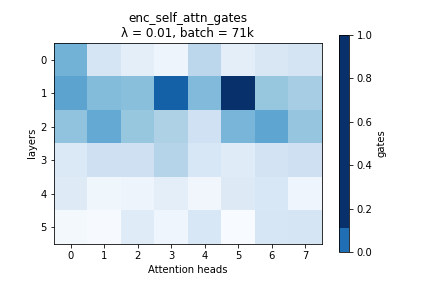 enc_self_attn_gates
λ = 0.01, batch = 71k
layers
0
1
2
3
4
5
0 1 2 3 4 5 6 7
Attention heads
1.0
0.8
0.6
0.4
0.2
0.0
gates